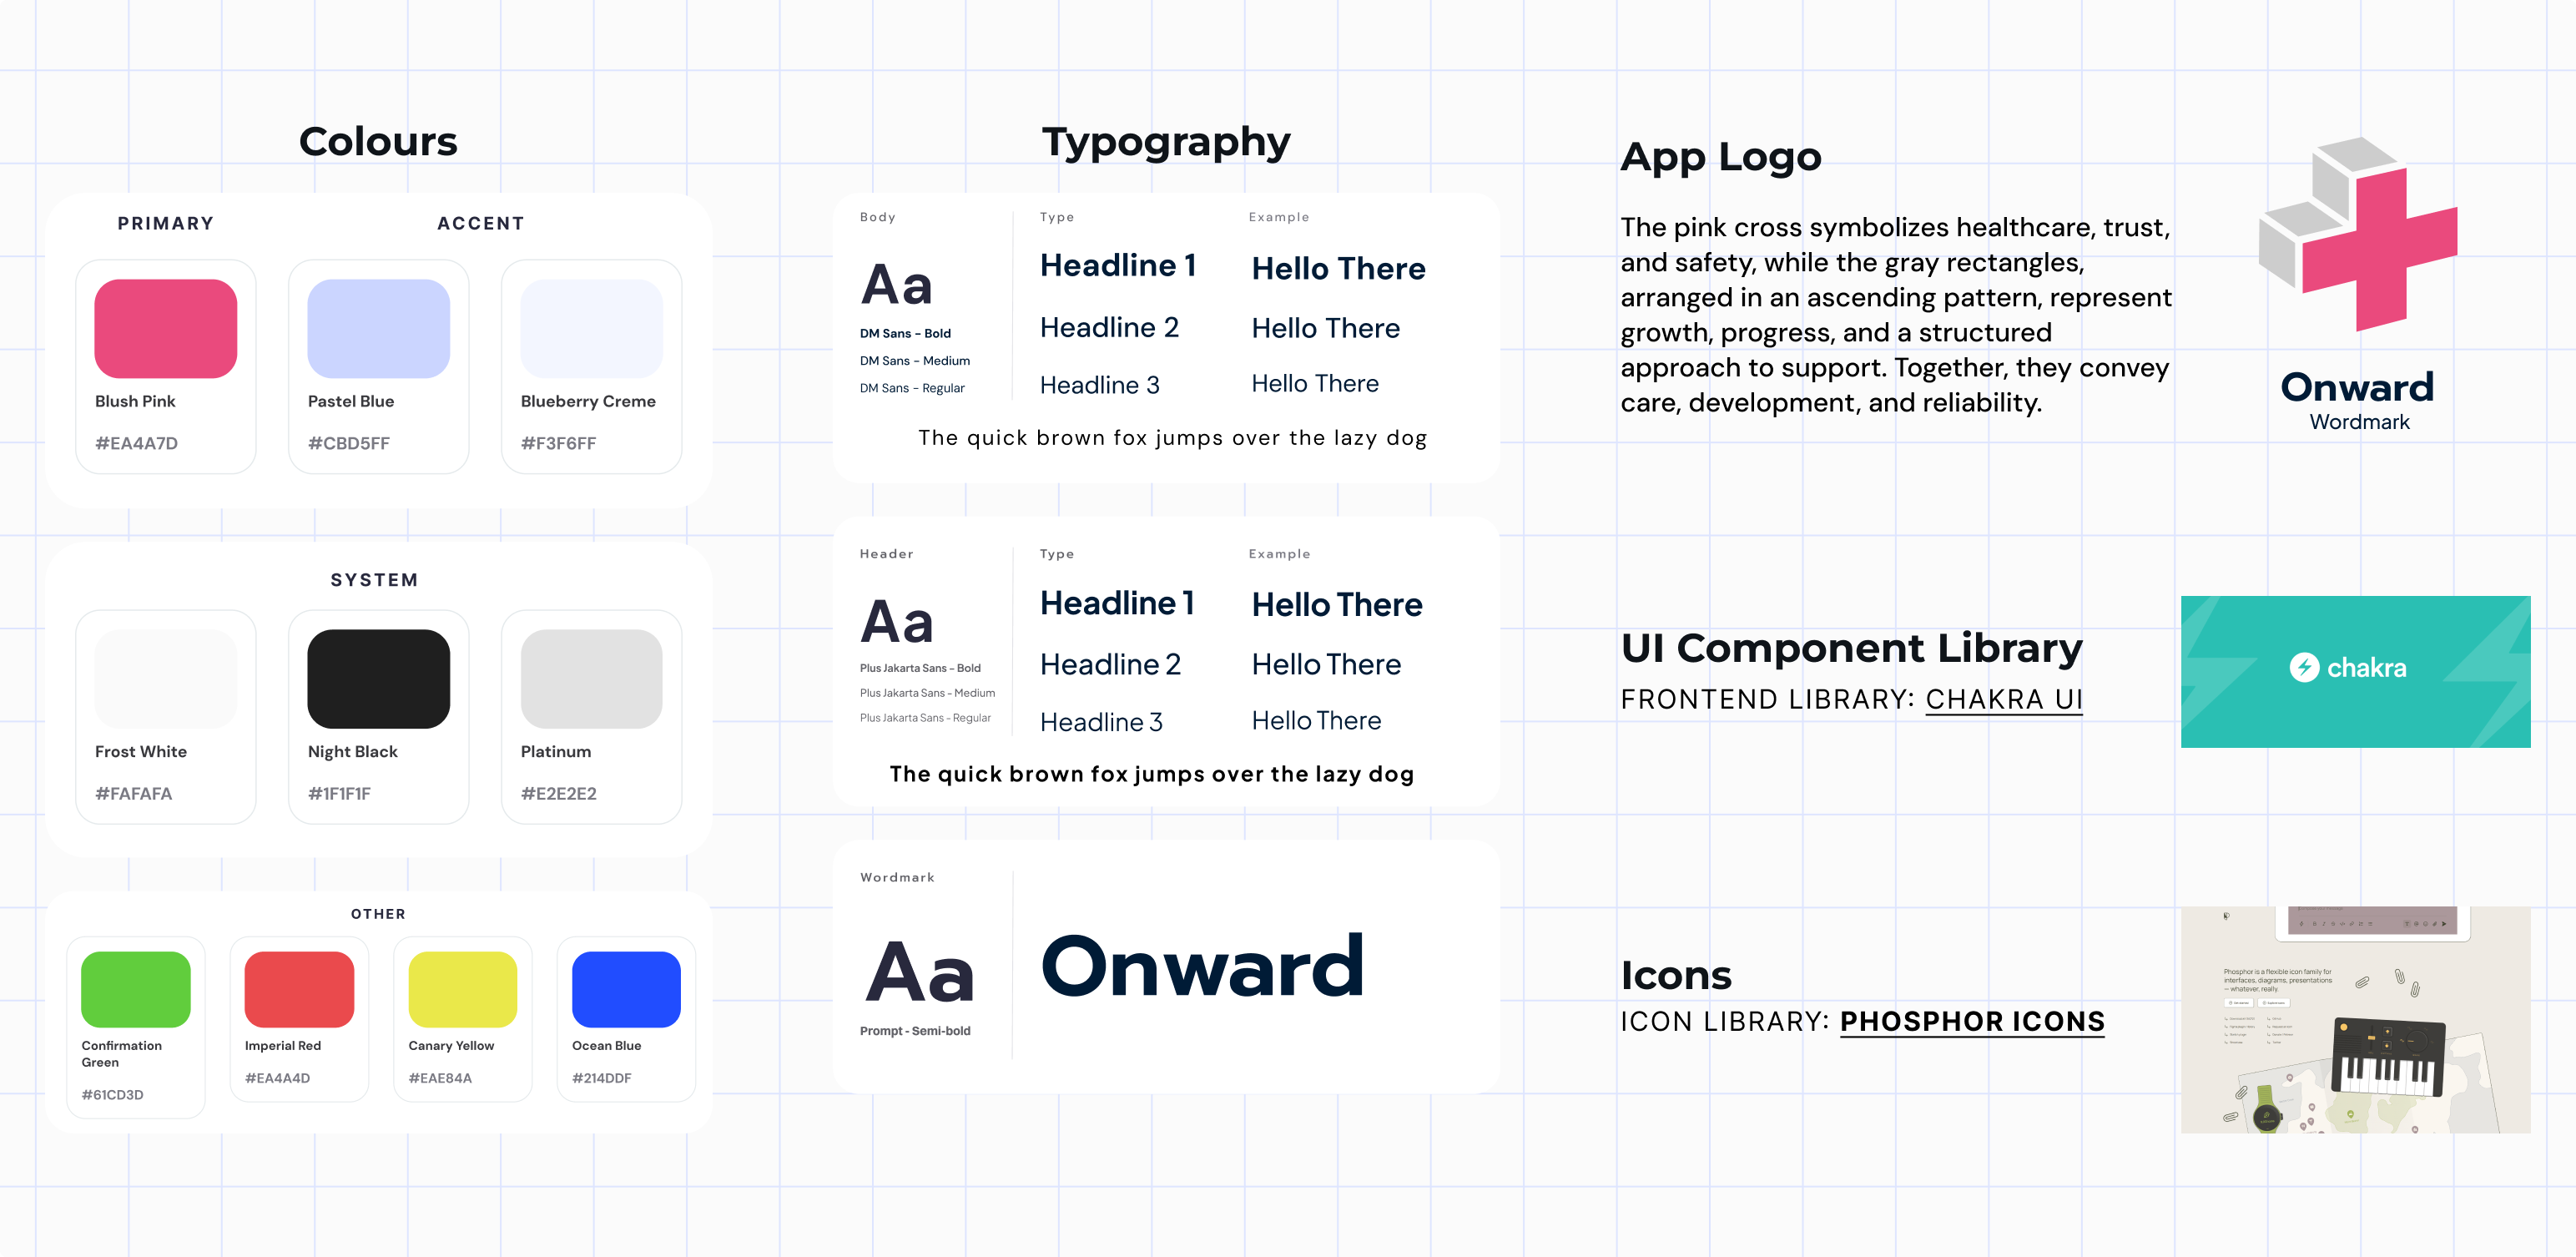 Colours
PRIMARY
ACCENT
Blush Pink
#EA4A7D
Pastel Blue
#CBD5FF
Blueberry Creme
#F3F6FF
SYSTEM
Frost White
#FAFAFA
Night Black
#1F1F1F
Platinum
#E2E2E2
OTHER
Confirmation
Green
#61CD3D
Imperial Red
#EA4A4D
Canary Yellow
#EAE84A
Ocean Blue
#214DDF
Typography
Body
Type
Example
Aa
DM Sans - Bold
DM Sans - Medium
DM Sans - Regular
Headline 1
Hello There
Headline 2
Hello There
Headline 3
Hello There
The quick brown fox jumps over the lazy dog
Header
Type
Example
Aa
Plus Jakarta Sans - Bold
Plus Jakarta Sans - Medium
Plus Jakarta Sans - Regular
Headline 1
Hello There
Headline 2
Hello There
Headline 3
Hello There
The quick brown fox jumps over the lazy dog
Wordmark
Aa
Prompt - Semi-bold
Onward
App Logo
The pink cross symbolizes healthcare, trust,
and safety, while the gray rectangles,
arranged in an ascending pattern, represent
growth, progress, and a structured
approach to support. Together, they convey
care, development, and reliability.
Onward
Wordmark
UI Component Library
FRONTEND LIBRARY: CHAKRA UI
chakra
Icons
ICON LIBRARY: PHOSPHOR ICONS
Phosphor is a flexible icon family for
interfaces, diagrams, presentations
— whatever, really.